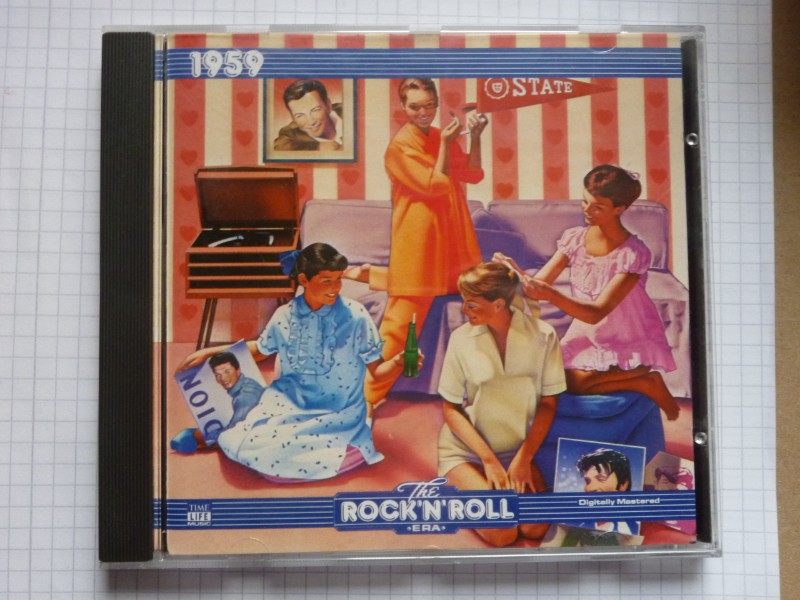 1959
STATE
DION
TIME
LIFE
MUSIC
The
ROCK'N'ROLL
•ERA•
Digitally Mastered